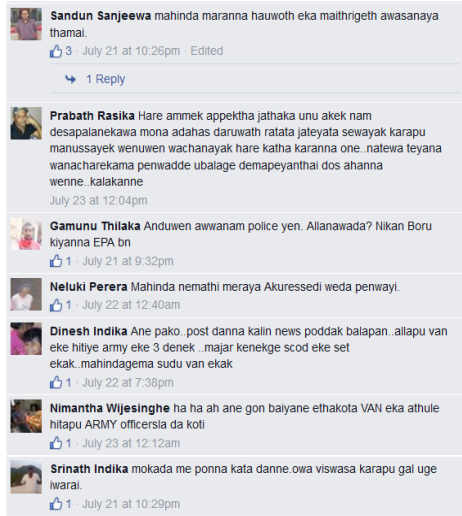 Sandun Sanjeewa mahinda maranna hauwoth eka maithrigeth awasanaya
thamai.
3 · July 21 at 10:26pm · Edited
1 Reply
Prabath Rasika Hare ammek appektha jathaka unu akek nam
desapalanekawa mona adahas daruwath ratata jateyata sewayak karapu
manussayek wenuwen wachanayak hare katha karanna one..natewa teyana
wanacharekama penwadde ubalage demapeyanthai dos ahanna
wenne..kalakanne
July 23 at 12:04pm
Gamunu Thilaka Anduwen awwanam police yen. Allanawada? Nikan Boru
kiyanna EPA bn
1 · July 21 at 9:32pm
Neluki Perera Mahinda nemathi meraya Akuressedi weda penwayi.
1 · July 22 at 12:40am
Dinesh Indika Ane pako..post danna kalin news poddak balapan..allapu van
eke hitiye army eke 3 denek ..majar kenekge scod eke set
ekak..mahindagema sudu van ekak
1 · July 22 at 7:38pm
Nimantha Wijesinghe ha ha ah ane gon baiyane ethakota VAN eka athule
hitapu ARMY officersla da koti
1 · July 23 at 12:12am
Srinath Indika mokada me ponna kata danne.owa viswasa karapu gal uge
iwarai.
1 · July 21 at 10:29pm